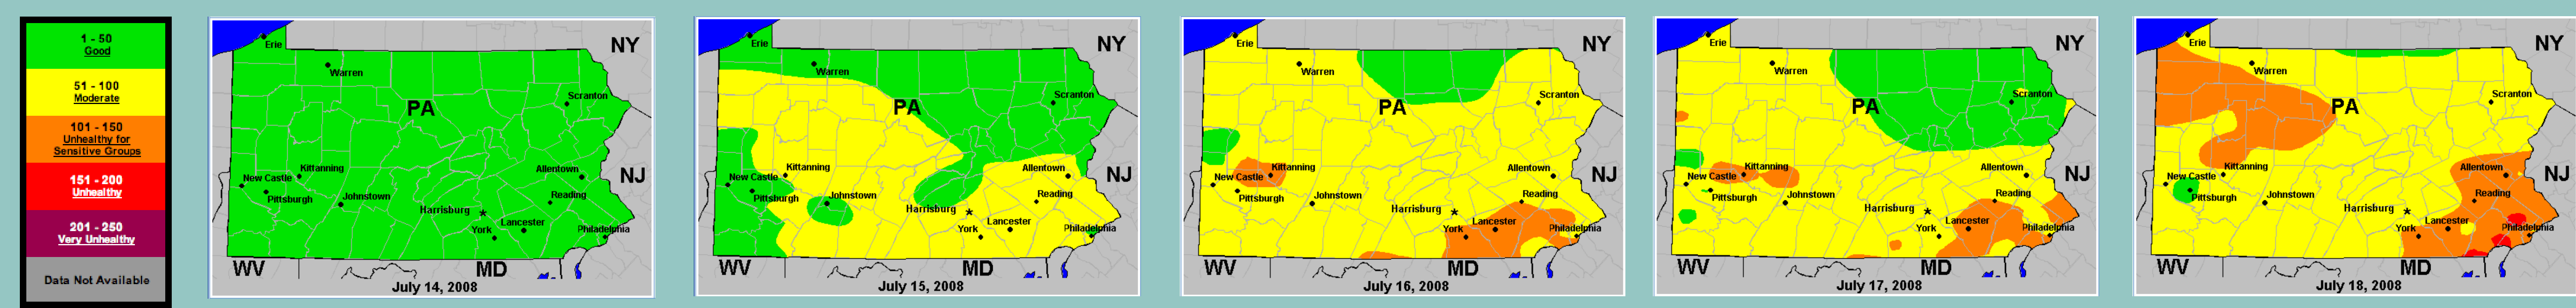 1 - 50
Good
51 - 100
Moderate
101 - 150
Unhealthy for
Sensitive Groups
151 - 200
Unhealthy
201 - 250
Very Unhealthy
Data Not Available
Erie
NY
Warren
PA
Scranton
Kittanning
Allentown
NJ
New Castle
Pittsburgh
Johnstown
Reading
Harrisburg
Lancaster
York
Philadelphia
WV
MD
July 14, 2008
Erie
NY
Warren
PA
Scranton
Kittanning
Allentown
NJ
New Castle
Pittsburgh
Johnstown
Reading
Harrisburg
Lancaster
York
Philadelphia
WV
MD
July 15, 2008
Erie
NY
Warren
PA
Scranton
Kittanning
Allentown
NJ
New Castle
Pittsburgh
Johnstown
Reading
Harrisburg
Lancaster
York
Philadelphia
WV
MD
July 16, 2008
Erie
NY
Warren
PA
Scranton
Kittanning
Allentown
NJ
New Castle
Pittsburgh
Johnstown
Reading
Harrisburg
Lancaster
York
Philadelphia
WV
MD
July 17, 2008
Erie
NY
Warren
PA
Scranton
Kittanning
Allentown
NJ
New Castle
Pittsburgh
Johnstown
Reading
Harrisburg
Lancaster
York
Philadelphia
WV
MD
July 18, 2008